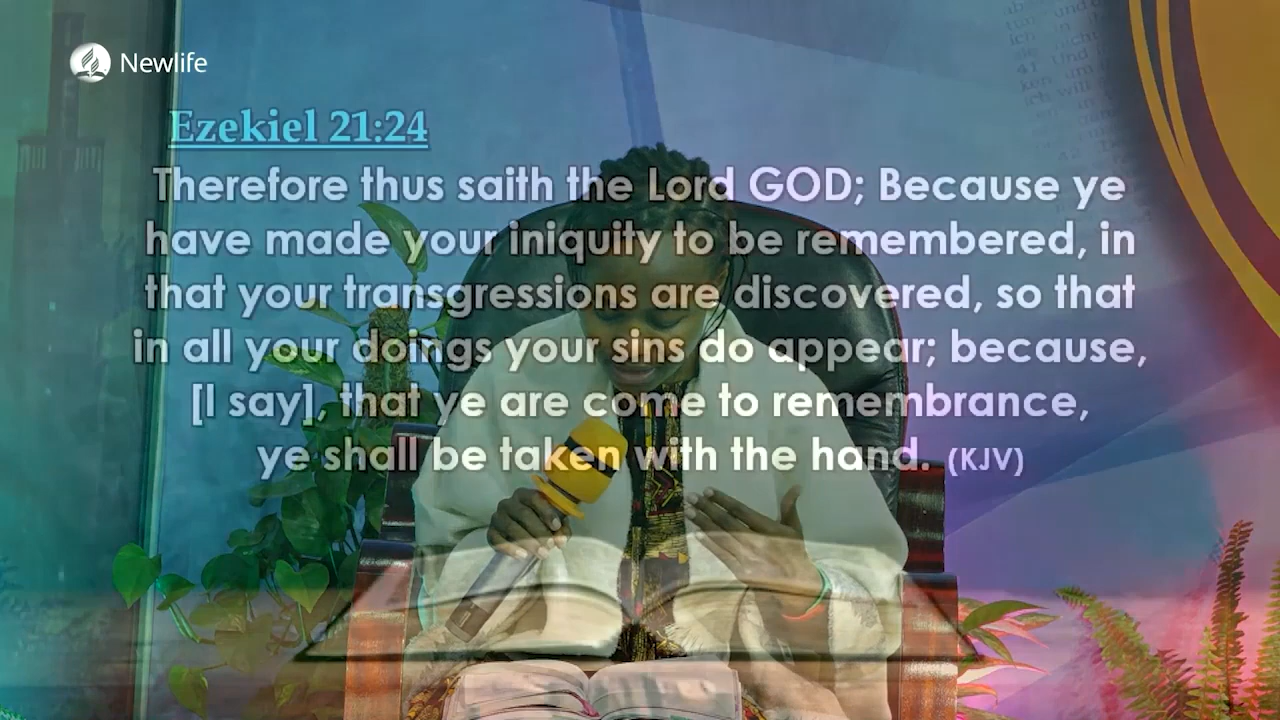 Newlife
Ezekiel 21:24
Therefore thus saith the Lord GOD; Because ye
have made your iniquity to be remembered, in
that your transgressions are discovered, so that
in all your doings your sins do appear; because,
[I say], that ye are come to remembrance,
ye shall be taken with the hand. (KJV)